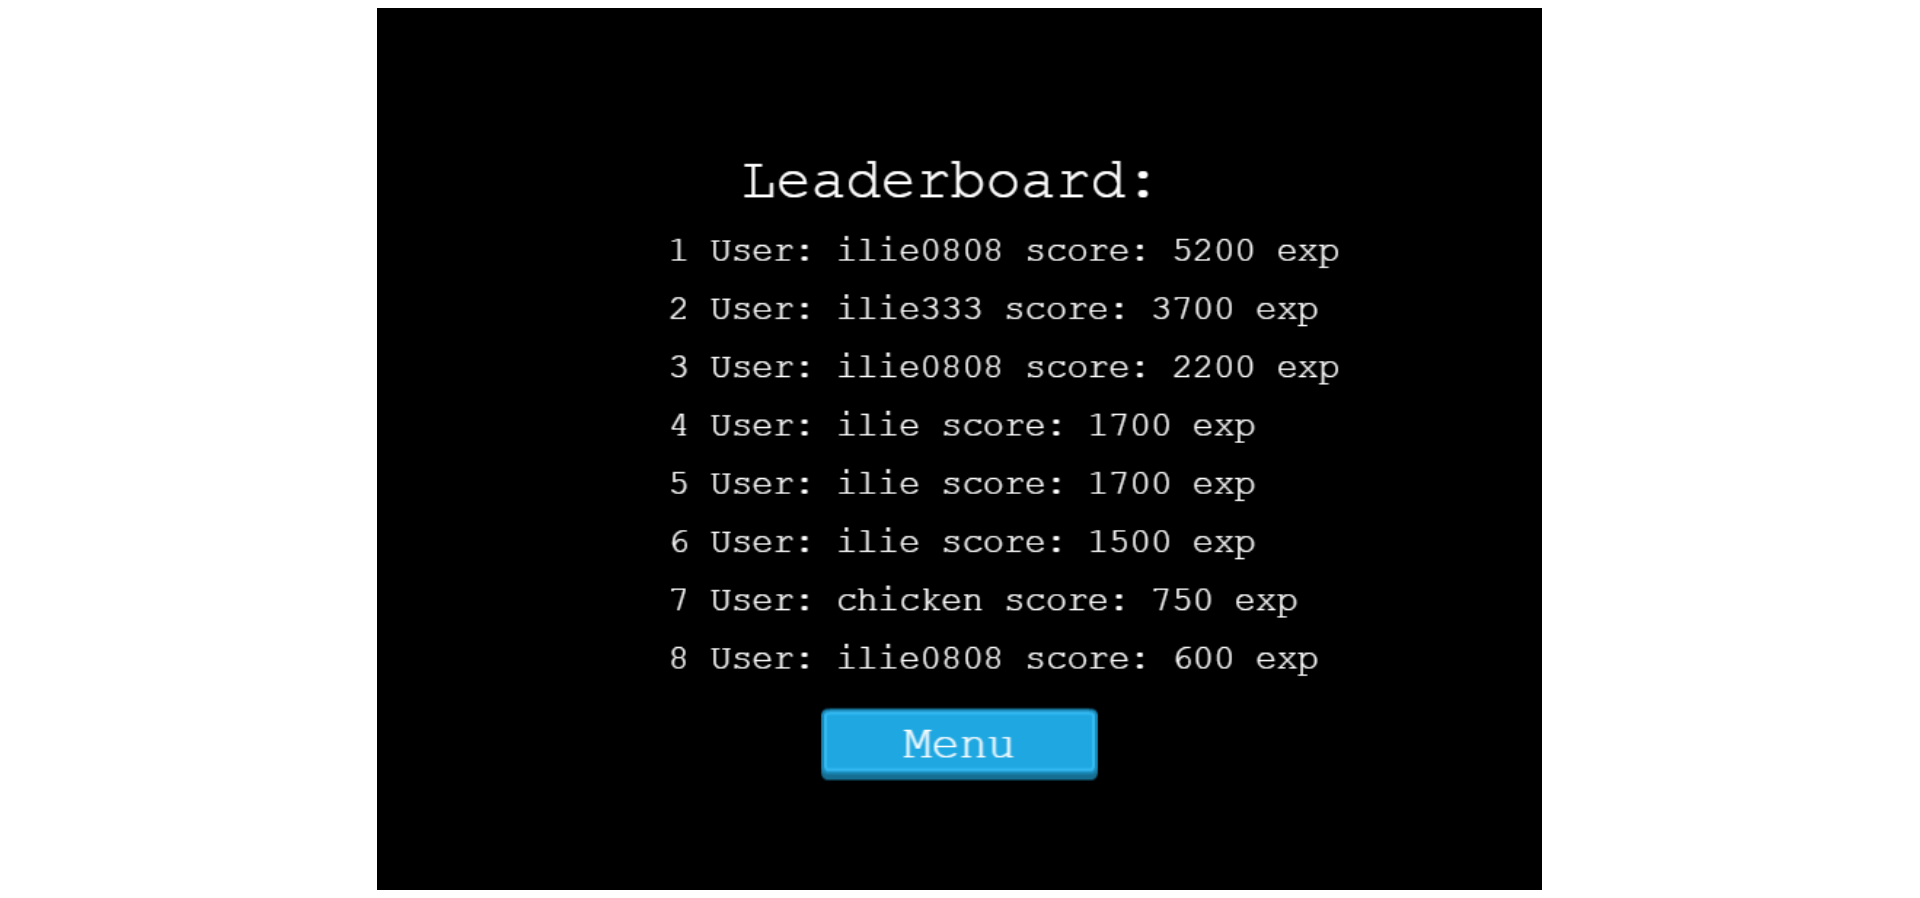 Leaderboard:
1 User: ilie0808 score: 5200 exp
2 User: ilie333 score: 3700 exp
3 User: ilie0808 score: 2200 exp
4 User: ilie score: 1700 exp
5 User: ilie score: 1700 exp
6 User: ilie score: 1500 exp
7 User: chicken score: 750 exp
8 User: ilie0808 score: 600 exp
Menu